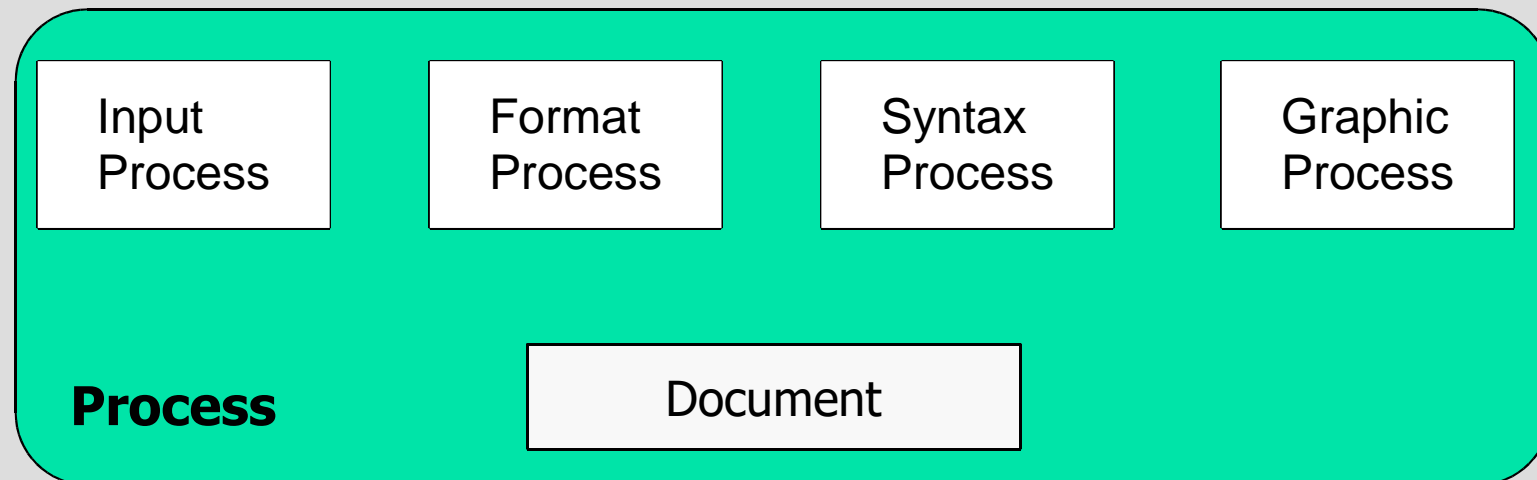 Input
Process
Format
Process
Syntax
Process
Graphic
Process
Process
Document